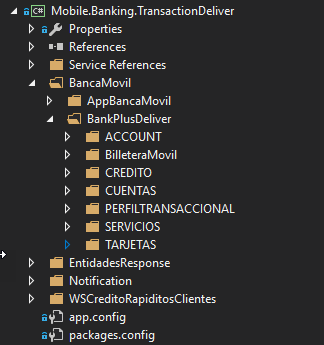 C# Mobile.Banking.TransactionDeliver
Properties
References
Service References
BancaMovil
AppBancaMovil
BankPlusDeliver
ACCOUNT
BilleteraMovil
CREDITO
CUENTAS
PERFILTRANSACCIONAL
SERVICIOS
TARJETAS
EntidadesResponse
Notification
WSCreditoRapiditosClientes
app.config
packages.config